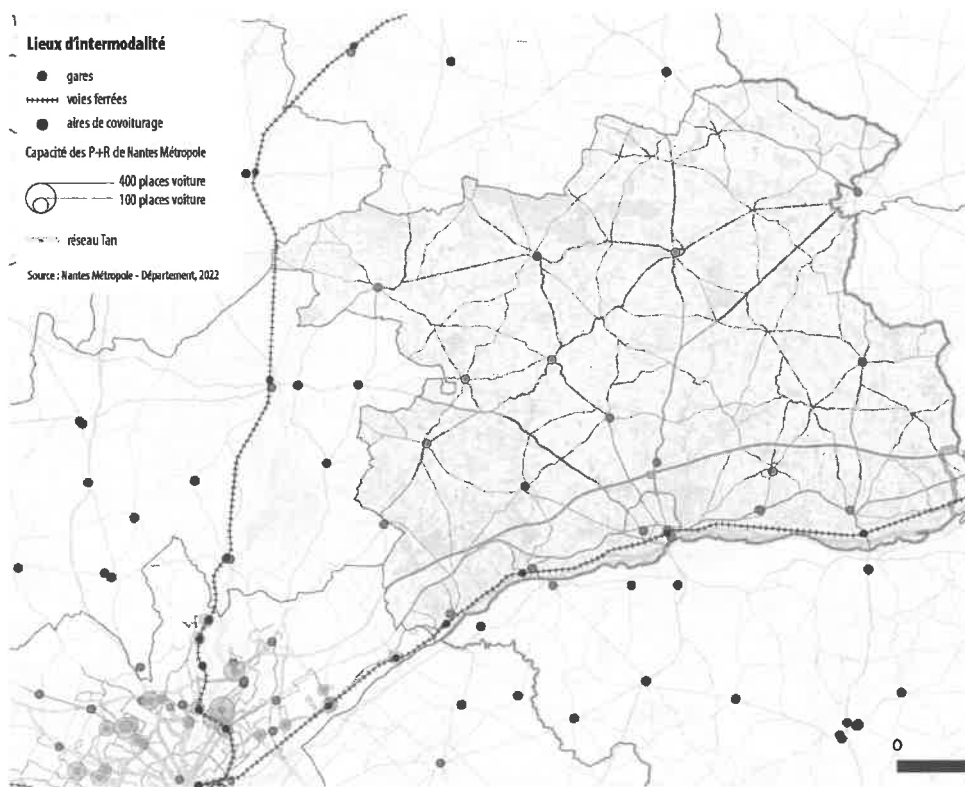 Lieux d'intermodalité
gares
voies ferrées
aires de covoiturage
Capacité des P+R de Nantes Métropole
400 places voiture
100 places voiture
réseau Tan
Source : Nantes Métropole - Département, 2022
0